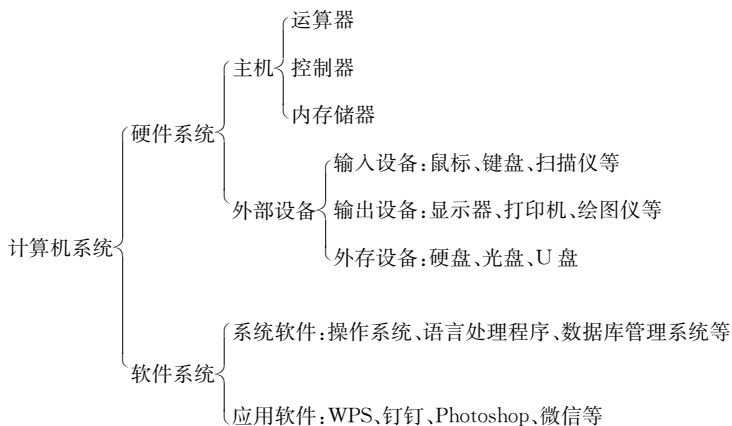 运算器
主机
控制器
内存储器
硬件系统
输入设备:鼠标、键盘、扫描仪等
外部设备
输出设备:显示器、打印机、绘图仪等
外存设备:硬盘、光盘、U 盘
计算机系统
系统软件:操作系统、语言处理程序、数据库管理系统等
软件系统
应用软件:WPS、钉钉、Photoshop、微信等